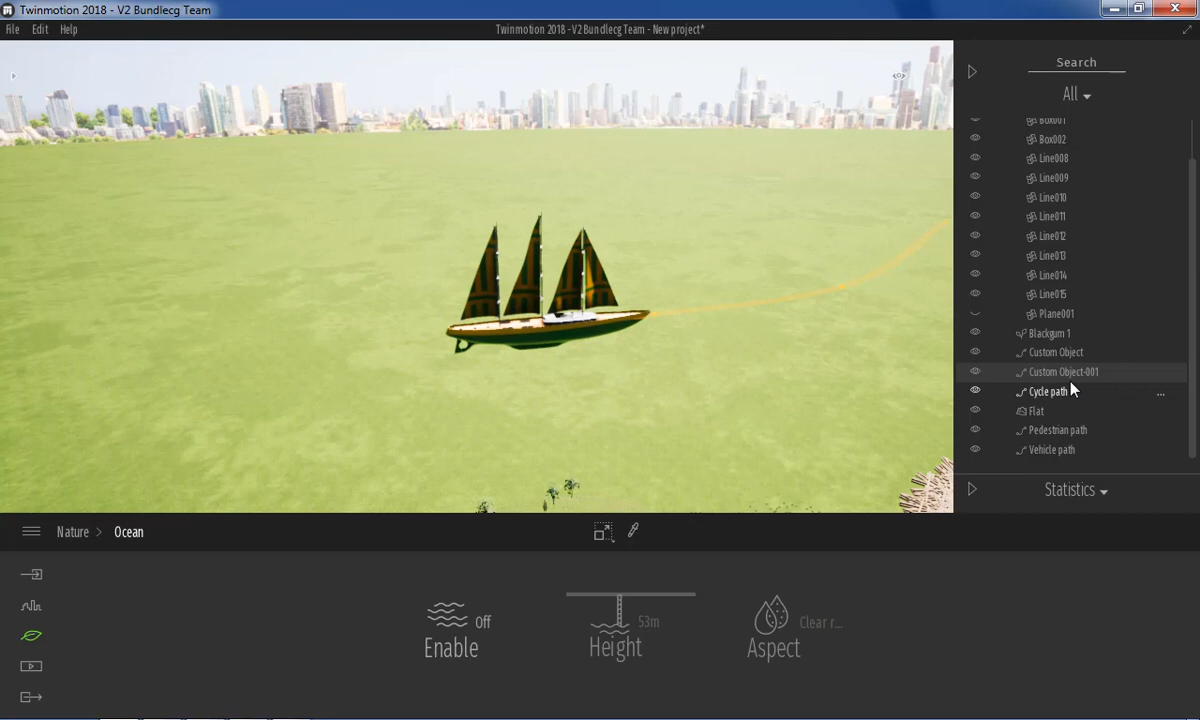 Twinmotion 2018 - V2 Bundlecg Team
File Edit Help
Twinmotion 2018 - V2 Bundlecg Team - New project*
Search
All
Box001
Box002
Line008
Line009
Line010
Line011
Line012
Line013
Line014
Line015
Plane001
Blackgum 1
Custom Object
Custom Object-001
Cycle path ...
Flat
Pedestrian path
Vehicle path
Statistics
Nature > Ocean
Off
Enable
53m
Height
Clear r...
Aspect